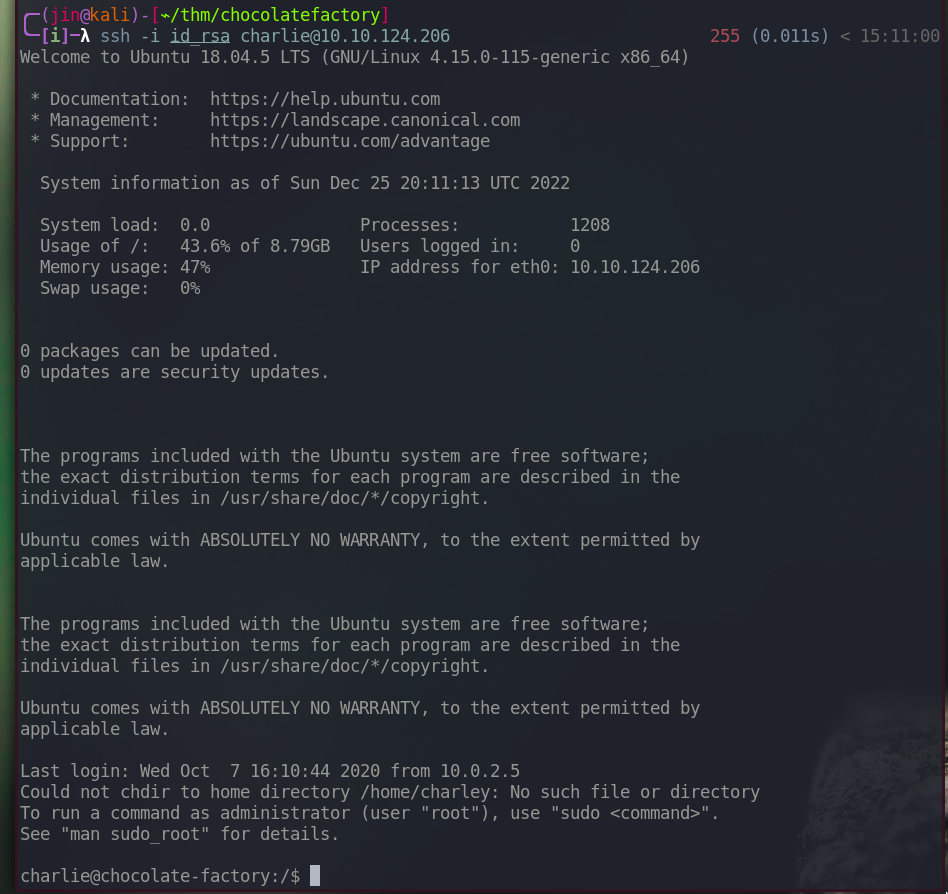 (jin@kali)-[~/thm/chocolatefactory]
[i]─λ ssh -i id_rsa charlie@10.10.124.206 255 (0.011s) < 15:11:00
Welcome to Ubuntu 18.04.5 LTS (GNU/Linux 4.15.0-115-generic x86_64)
* Documentation:  https://help.ubuntu.com
* Management:     https://landscape.canonical.com
* Support:        https://ubuntu.com/advantage
System information as of Sun Dec 25 20:11:13 UTC 2022
System load:  0.0               Processes:           1208
Usage of /:   43.6% of 8.79GB   Users logged in:     0
Memory usage: 47%               IP address for eth0: 10.10.124.206
Swap usage:   0%
0 packages can be updated.
0 updates are security updates.
The programs included with the Ubuntu system are free software;
the exact distribution terms for each program are described in the
individual files in /usr/share/doc/*/copyright.
Ubuntu comes with ABSOLUTELY NO WARRANTY, to the extent permitted by
applicable law.
The programs included with the Ubuntu system are free software;
the exact distribution terms for each program are described in the
individual files in /usr/share/doc/*/copyright.
Ubuntu comes with ABSOLUTELY NO WARRANTY, to the extent permitted by
applicable law.
Last login: Wed Oct  7 16:10:44 2020 from 10.0.2.5
Could not chdir to home directory /home/charley: No such file or directory
To run a command as administrator (user "root"), use "sudo <command>".
See "man sudo_root" for details.
charlie@chocolate-factory:/$